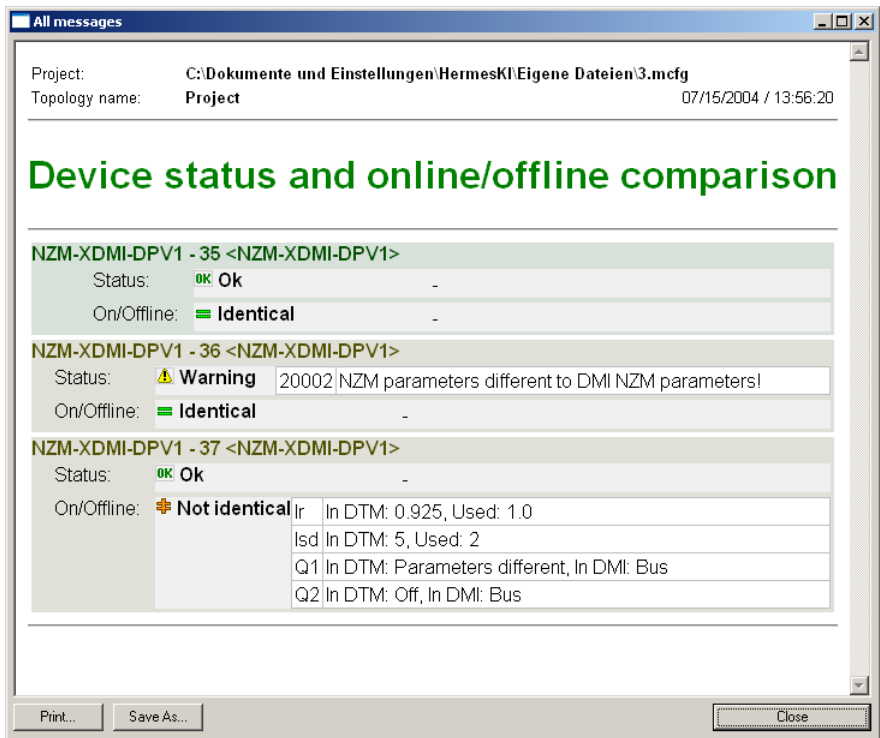 All messages
Project: C:\Dokumente und Einstellungen\HermesKI\Eigene Dateien\3.mcfg
Topology name: Project 07/15/2004 / 13:56:20
Device status and online/offline comparison
NZM-XDMI-DPV1 - 35 <NZM-XDMI-DPV1>
Status: OK Ok -
On/Offline: Identical -
NZM-XDMI-DPV1 - 36 <NZM-XDMI-DPV1>
Status: Warning 20002 NZM parameters different to DMI NZM parameters!
On/Offline: Identical -
NZM-XDMI-DPV1 - 37 <NZM-XDMI-DPV1>
Status: OK Ok -
On/Offline: Not identical Ir In DTM: 0.925, Used: 1.0
Isd In DTM: 5, Used: 2
Q1 In DTM: Parameters different, In DMI: Bus
Q2 In DTM: Off, In DMI: Bus
Print... Save As... Close